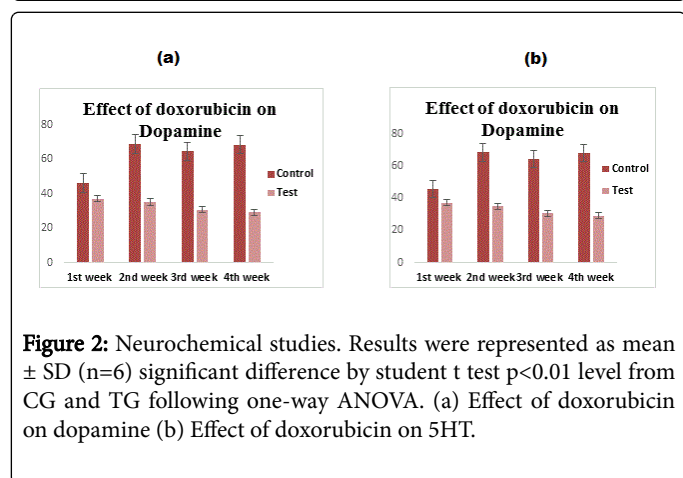 (a)
Effect of doxorubicin on
Dopamine
80
60
40
20
0
Control
Test
1st week 2nd week 3rd week 4th week
(b)
Effect of doxorubicin on
Dopamine
80
60
40
20
0
Control
Test
1st week 2nd week 3rd week 4th week
Figure 2: Neurochemical studies. Results were represented as mean
± SD (n=6) significant difference by student t test p<0.01 level from
CG and TG following one-way ANOVA. (a) Effect of doxorubicin
on dopamine (b) Effect of doxorubicin on 5HT.